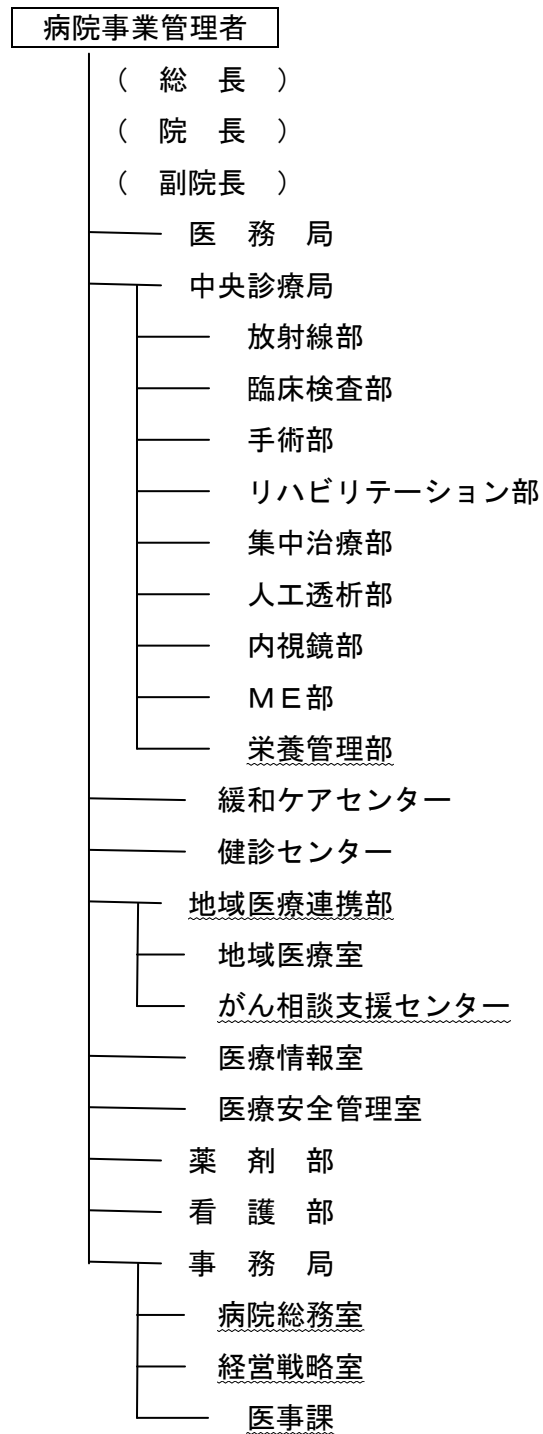 病院事業管理者
（　総　長　）
（　院　長　）
（　副院長　）
医　務　局
中央診療局
放射線部
臨床検査部
手術部
リハビリテーション部
集中治療部
人工透析部
内視鏡部
ＭＥ部
栄養管理部
緩和ケアセンター
健診センター
地域医療連携部
地域医療室
がん相談支援センター
医療情報室
医療安全管理室
薬　剤　部
看　護　部
事　務　局
病院総務室
経営戦略室
医事課